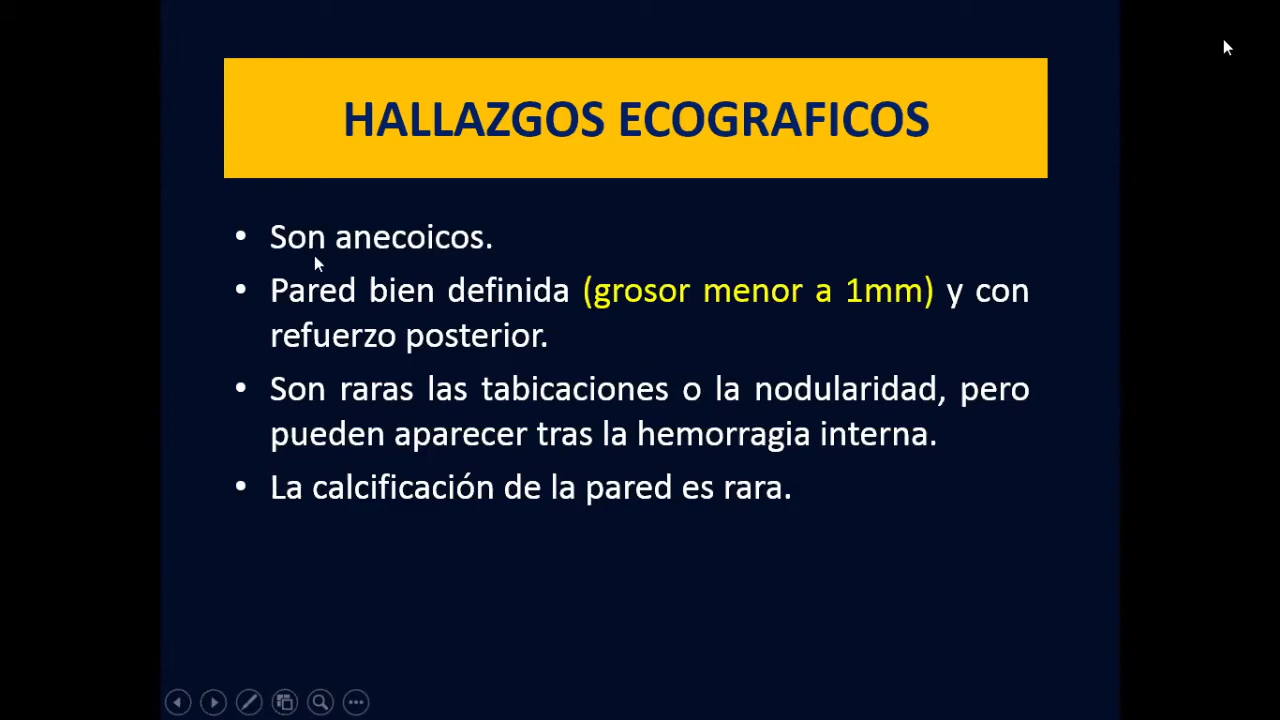 HALLAZGOS ECOGRAFICOS
• Son anecoicos.
• Pared bien definida (grosor menor a 1mm) y con
refuerzo posterior.
• Son raras las tabicaciones o la nodularidad, pero
pueden aparecer tras la hemorragia interna.
• La calcificación de la pared es rara.